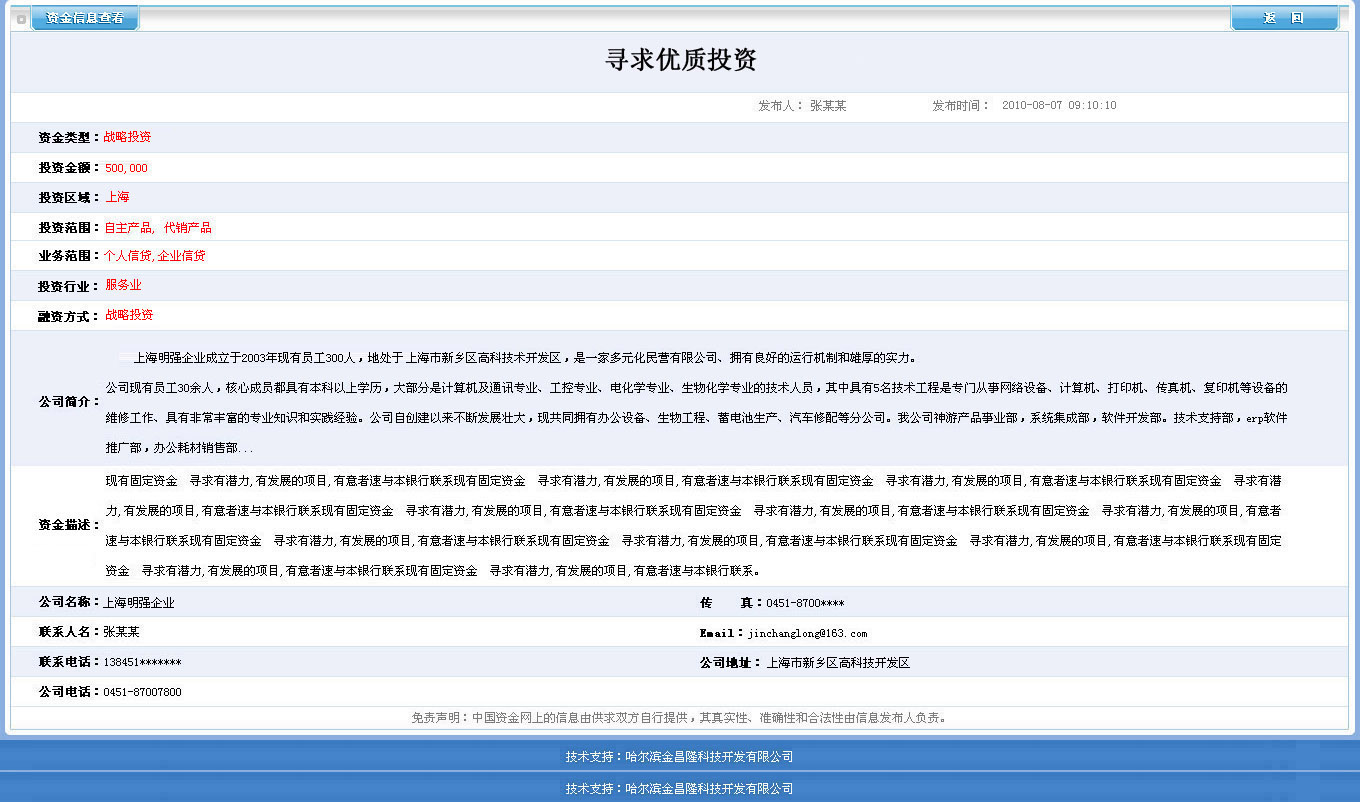 资金信息查看 返 回
寻求优质投资
发布人： 张某某 发布时间： 2010-08-07 09:10:10
资金类型：战略投资
投资金额：500,000
投资区域：上海
投资范围：自主产品, 代销产品
业务范围：个人信贷,企业信贷
投资行业：服务业
融资方式：战略投资
上海明强企业成立于2003年现有员工300人，地处于上海市新乡区高科技术开发区，是一家多元化民营有限公司、拥有良好的运行机制和雄厚的实力。
公司现有员工30余人，核心成员都具有本科以上学历，大部分是计算机及通讯专业、工控专业、电化学专业、生物化学专业的技术人员，其中具有5名技术工程是专门从事网络设备、计算机、打印机、传真机、复印机等设备的
公司简介：
维修工作、具有非常丰富的专业知识和实践经验。公司自创建以来不断发展壮大，现共同拥有办公设备、生物工程、蓄电池生产、汽车修配等分公司。我公司神游产品事业部，系统集成部，软件开发部。技术支持部，erp软件
推广部，办公耗材销售部...
现有固定资金 寻求有潜力,有发展的项目,有意者速与本银行联系现有固定资金 寻求有潜力,有发展的项目,有意者速与本银行联系现有固定资金 寻求有潜力,有发展的项目,有意者速与本银行联系现有固定资金 寻求有潜
力,有发展的项目,有意者速与本银行联系现有固定资金 寻求有潜力,有发展的项目,有意者速与本银行联系现有固定资金 寻求有潜力,有发展的项目,有意者速与本银行联系现有固定资金 寻求有潜力,有发展的项目,有意者
资金描述：
速与本银行联系现有固定资金 寻求有潜力,有发展的项目,有意者速与本银行联系现有固定资金 寻求有潜力,有发展的项目,有意者速与本银行联系现有固定资金 寻求有潜力,有发展的项目,有意者速与本银行联系现有固定
资金 寻求有潜力,有发展的项目,有意者速与本银行联系现有固定资金 寻求有潜力,有发展的项目,有意者速与本银行联系。
公司名称：上海明强企业 传 真：0451-8700****
联系人名：张某某 Email：jinchanglong@163.com
联系电话：138451******* 公司地址： 上海市新乡区高科技开发区
公司电话：0451-87007800
免责声明：中国资金网上的信息由供求双方自行提供，其真实性、准确性和合法性由信息发布人负责。
技术支持：哈尔滨金昌隆科技开发有限公司
技术支持：哈尔滨金昌隆科技开发有限公司